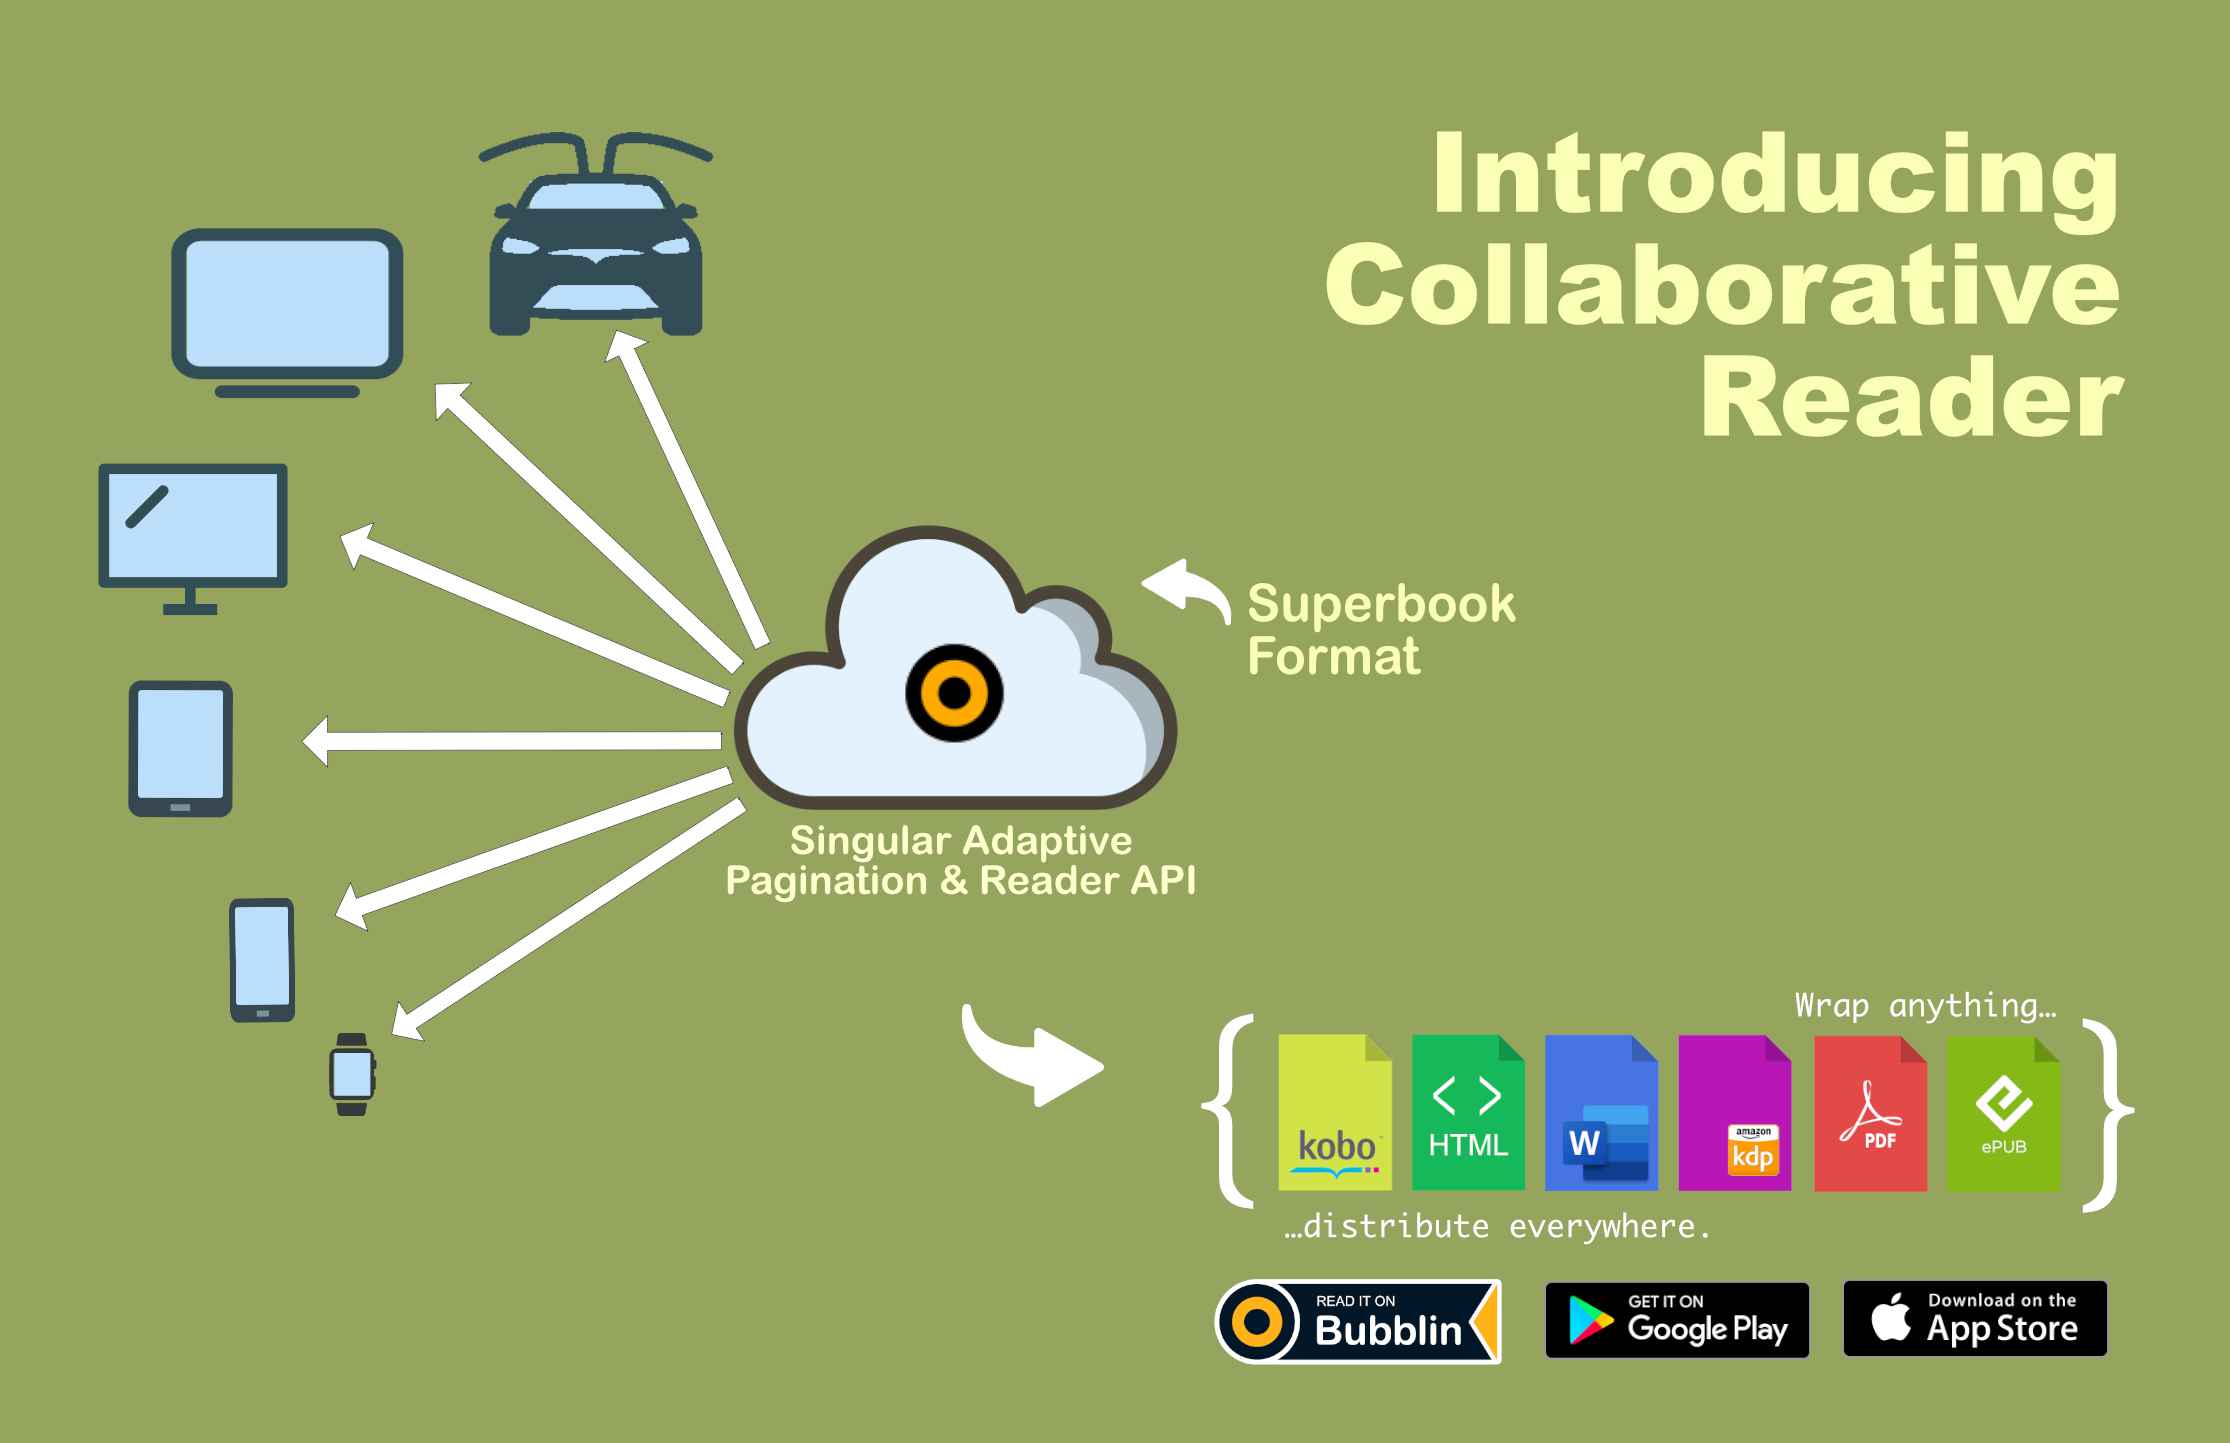 Introducing
Collaborative
Reader
Superbook
Format
Singular Adaptive
Pagination & Reader API
Wrap anything…
kobo
HTML
W
amazon
kdp
PDF
ePUB
…distribute everywhere.
READ IT ON
Bubblin
GET IT ON
Google Play
Download on the
App Store